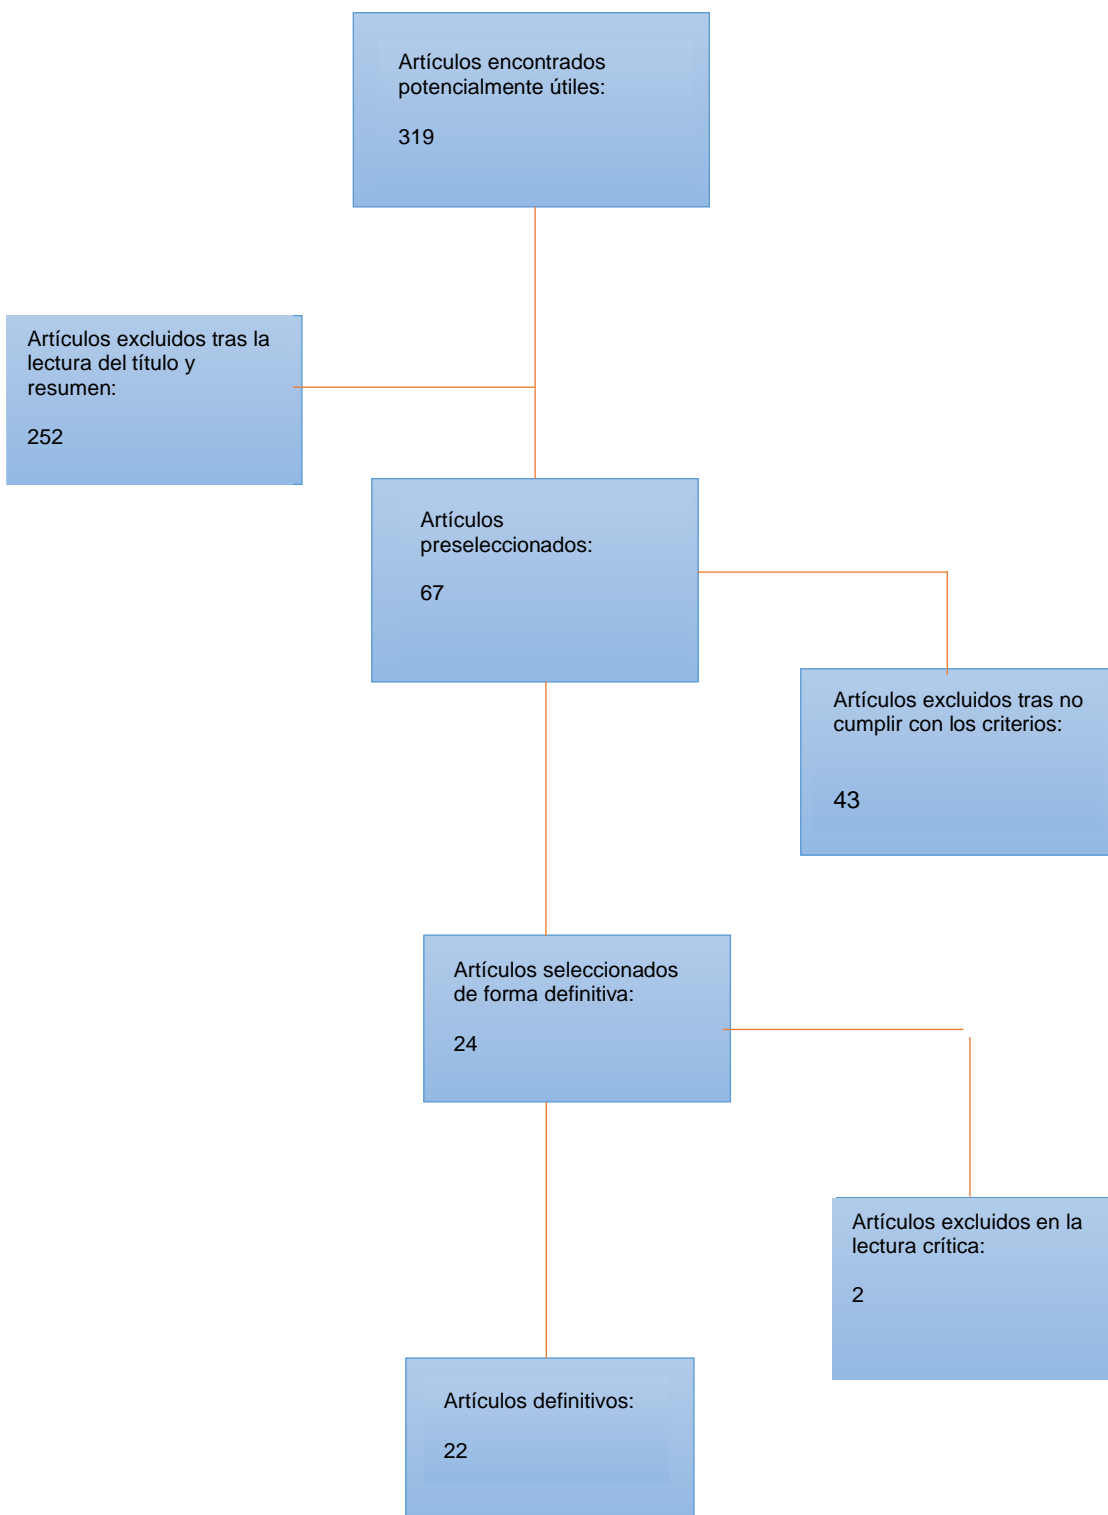 Artículos encontrados
potencialmente útiles:
319
Artículos excluidos tras la
lectura del título y
resumen:
252
Artículos
preseleccionados:
67
Artículos excluidos tras no
cumplir con los criterios:
43
Artículos seleccionados
de forma definitiva:
24
Artículos excluidos en la
lectura crítica:
2
Artículos definitivos:
22